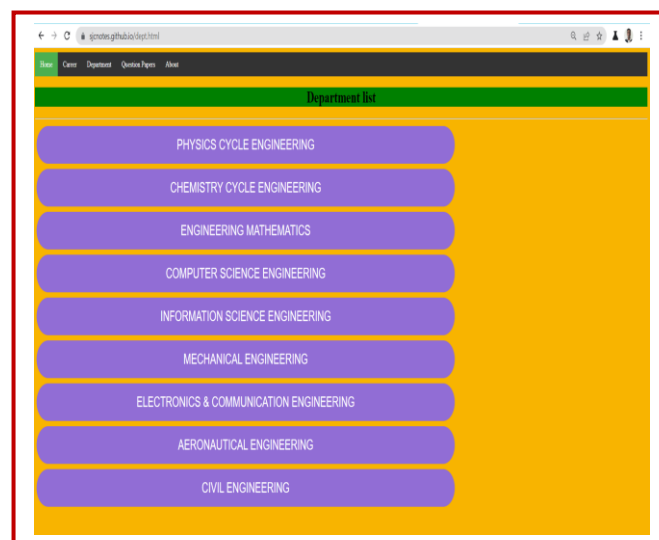 sjcnotes.github.io/dept.html
Home Career Department Question Papers About
Department list
PHYSICS CYCLE ENGINEERING
CHEMISTRY CYCLE ENGINEERING
ENGINEERING MATHEMATICS
COMPUTER SCIENCE ENGINEERING
INFORMATION SCIENCE ENGINEERING
MECHANICAL ENGINEERING
ELECTRONICS & COMMUNICATION ENGINEERING
AERONAUTICAL ENGINEERING
CIVIL ENGINEERING